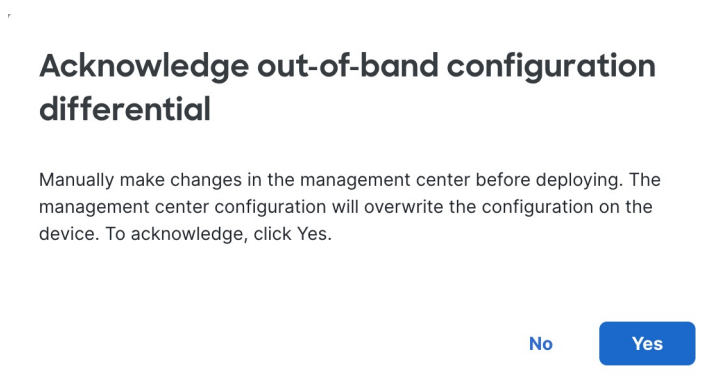 Acknowledge out-of-band configuration
differential
Manually make changes in the management center before deploying. The
management center configuration will overwrite the configuration on the
device. To acknowledge, click Yes.
No Yes